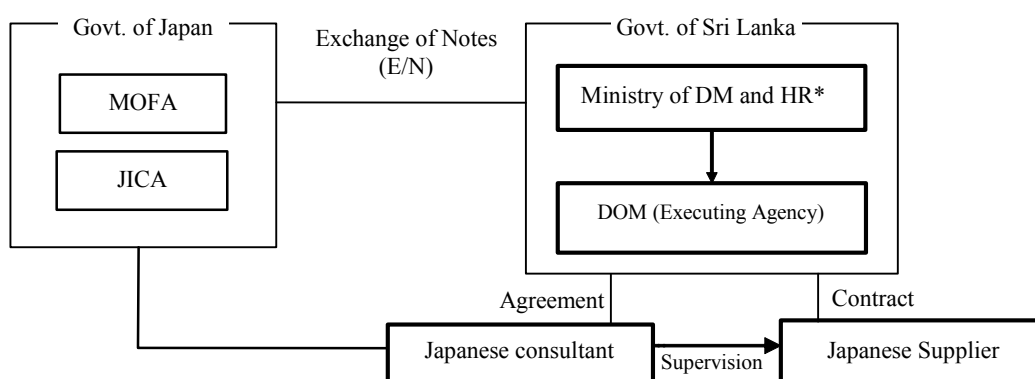 Govt. of Japan
MOFA
JICA
Exchange of Notes
(E/N)
Govt. of Sri Lanka
Ministry of DM and HR*
DOM (Executing Agency)
Agreement
Contract
Japanese consultant
Supervision
Japanese Supplier